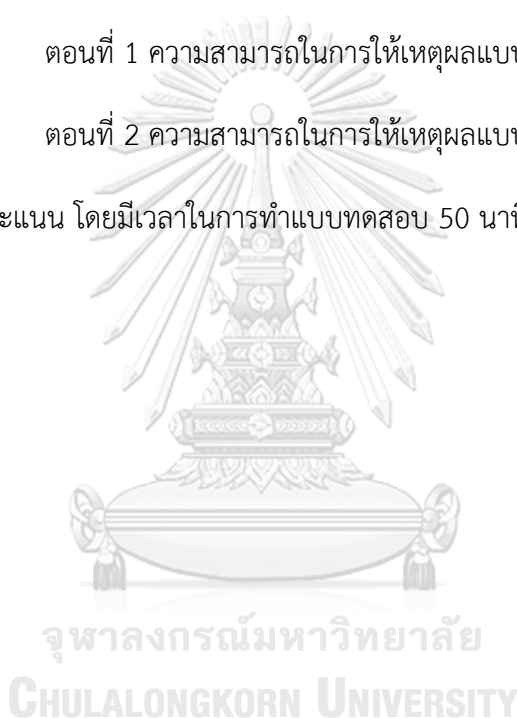 ตอนที่ 1 ความสามารถในการให้เหตุผลแบบ
ตอนที่ 2 ความสามารถในการให้เหตุผลแบบ
ะแนน โดยมีเวลาในการทำแบบทดสอบ 50 นาที
จุฬาลงกรณ์มหาวิทยาลัย
CHULALONGKORN UNIVERSITY